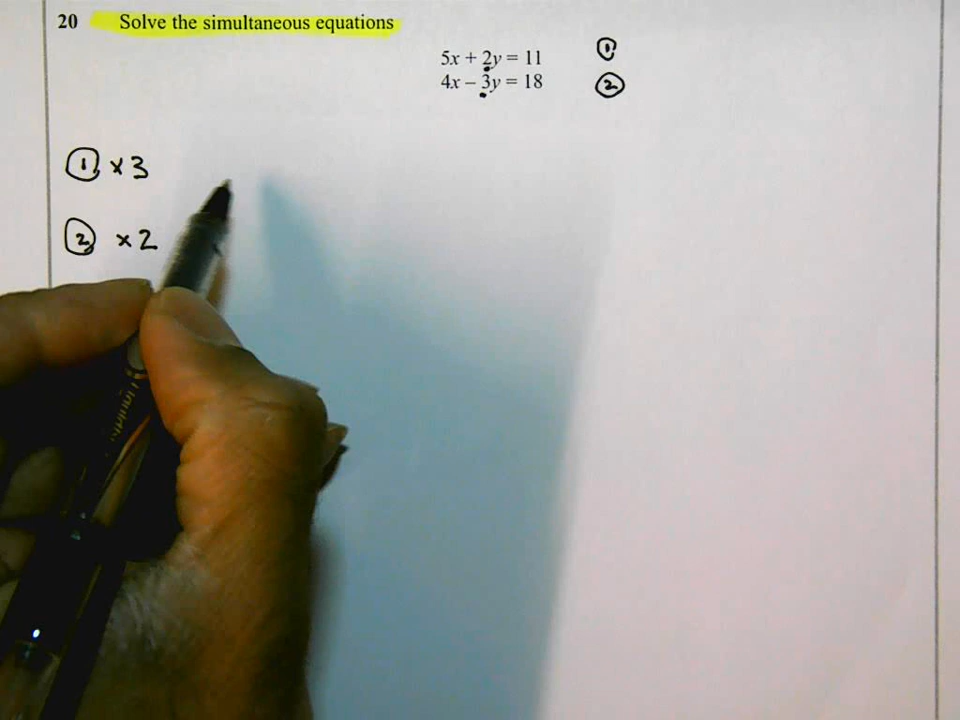 20 Solve the simultaneous equations
5x + 2y = 11 ①
4x – 3y = 18 ②
① × 3
② × 2